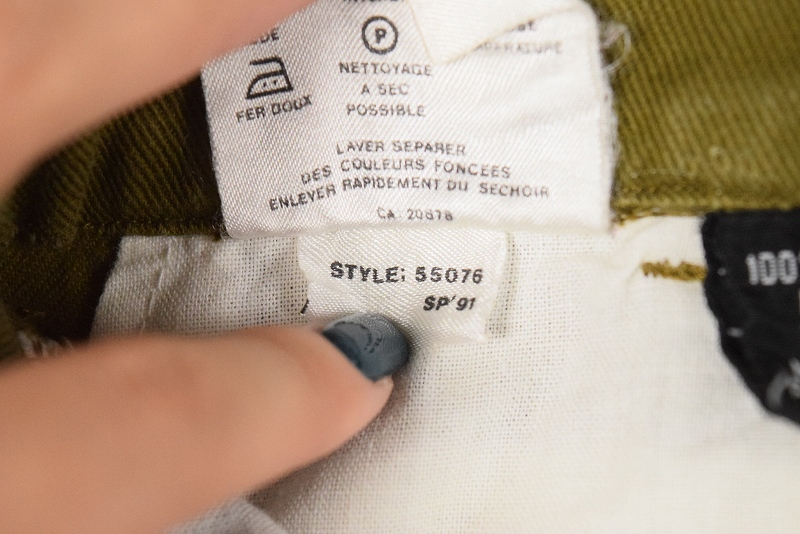 P
NETTOYAGE
A SEC
POSSIBLE
FER DOUX
LAVER SEPARER
DES COULEURS FONCEES
ENLEVER RAPIDEMENT DU SECHOIR
CA 20878
STYLE: 55076
SP'91
100